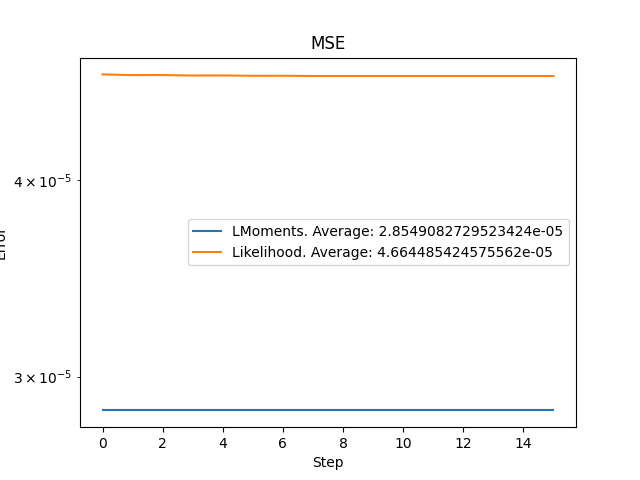 MSE
4 × 10⁻⁵
Error
LMoments. Average: 2.8549082729523424e-05
Likelihood. Average: 4.664485424575562e-05
3 × 10⁻⁵
0 2 4 6 8 10 12 14
Step